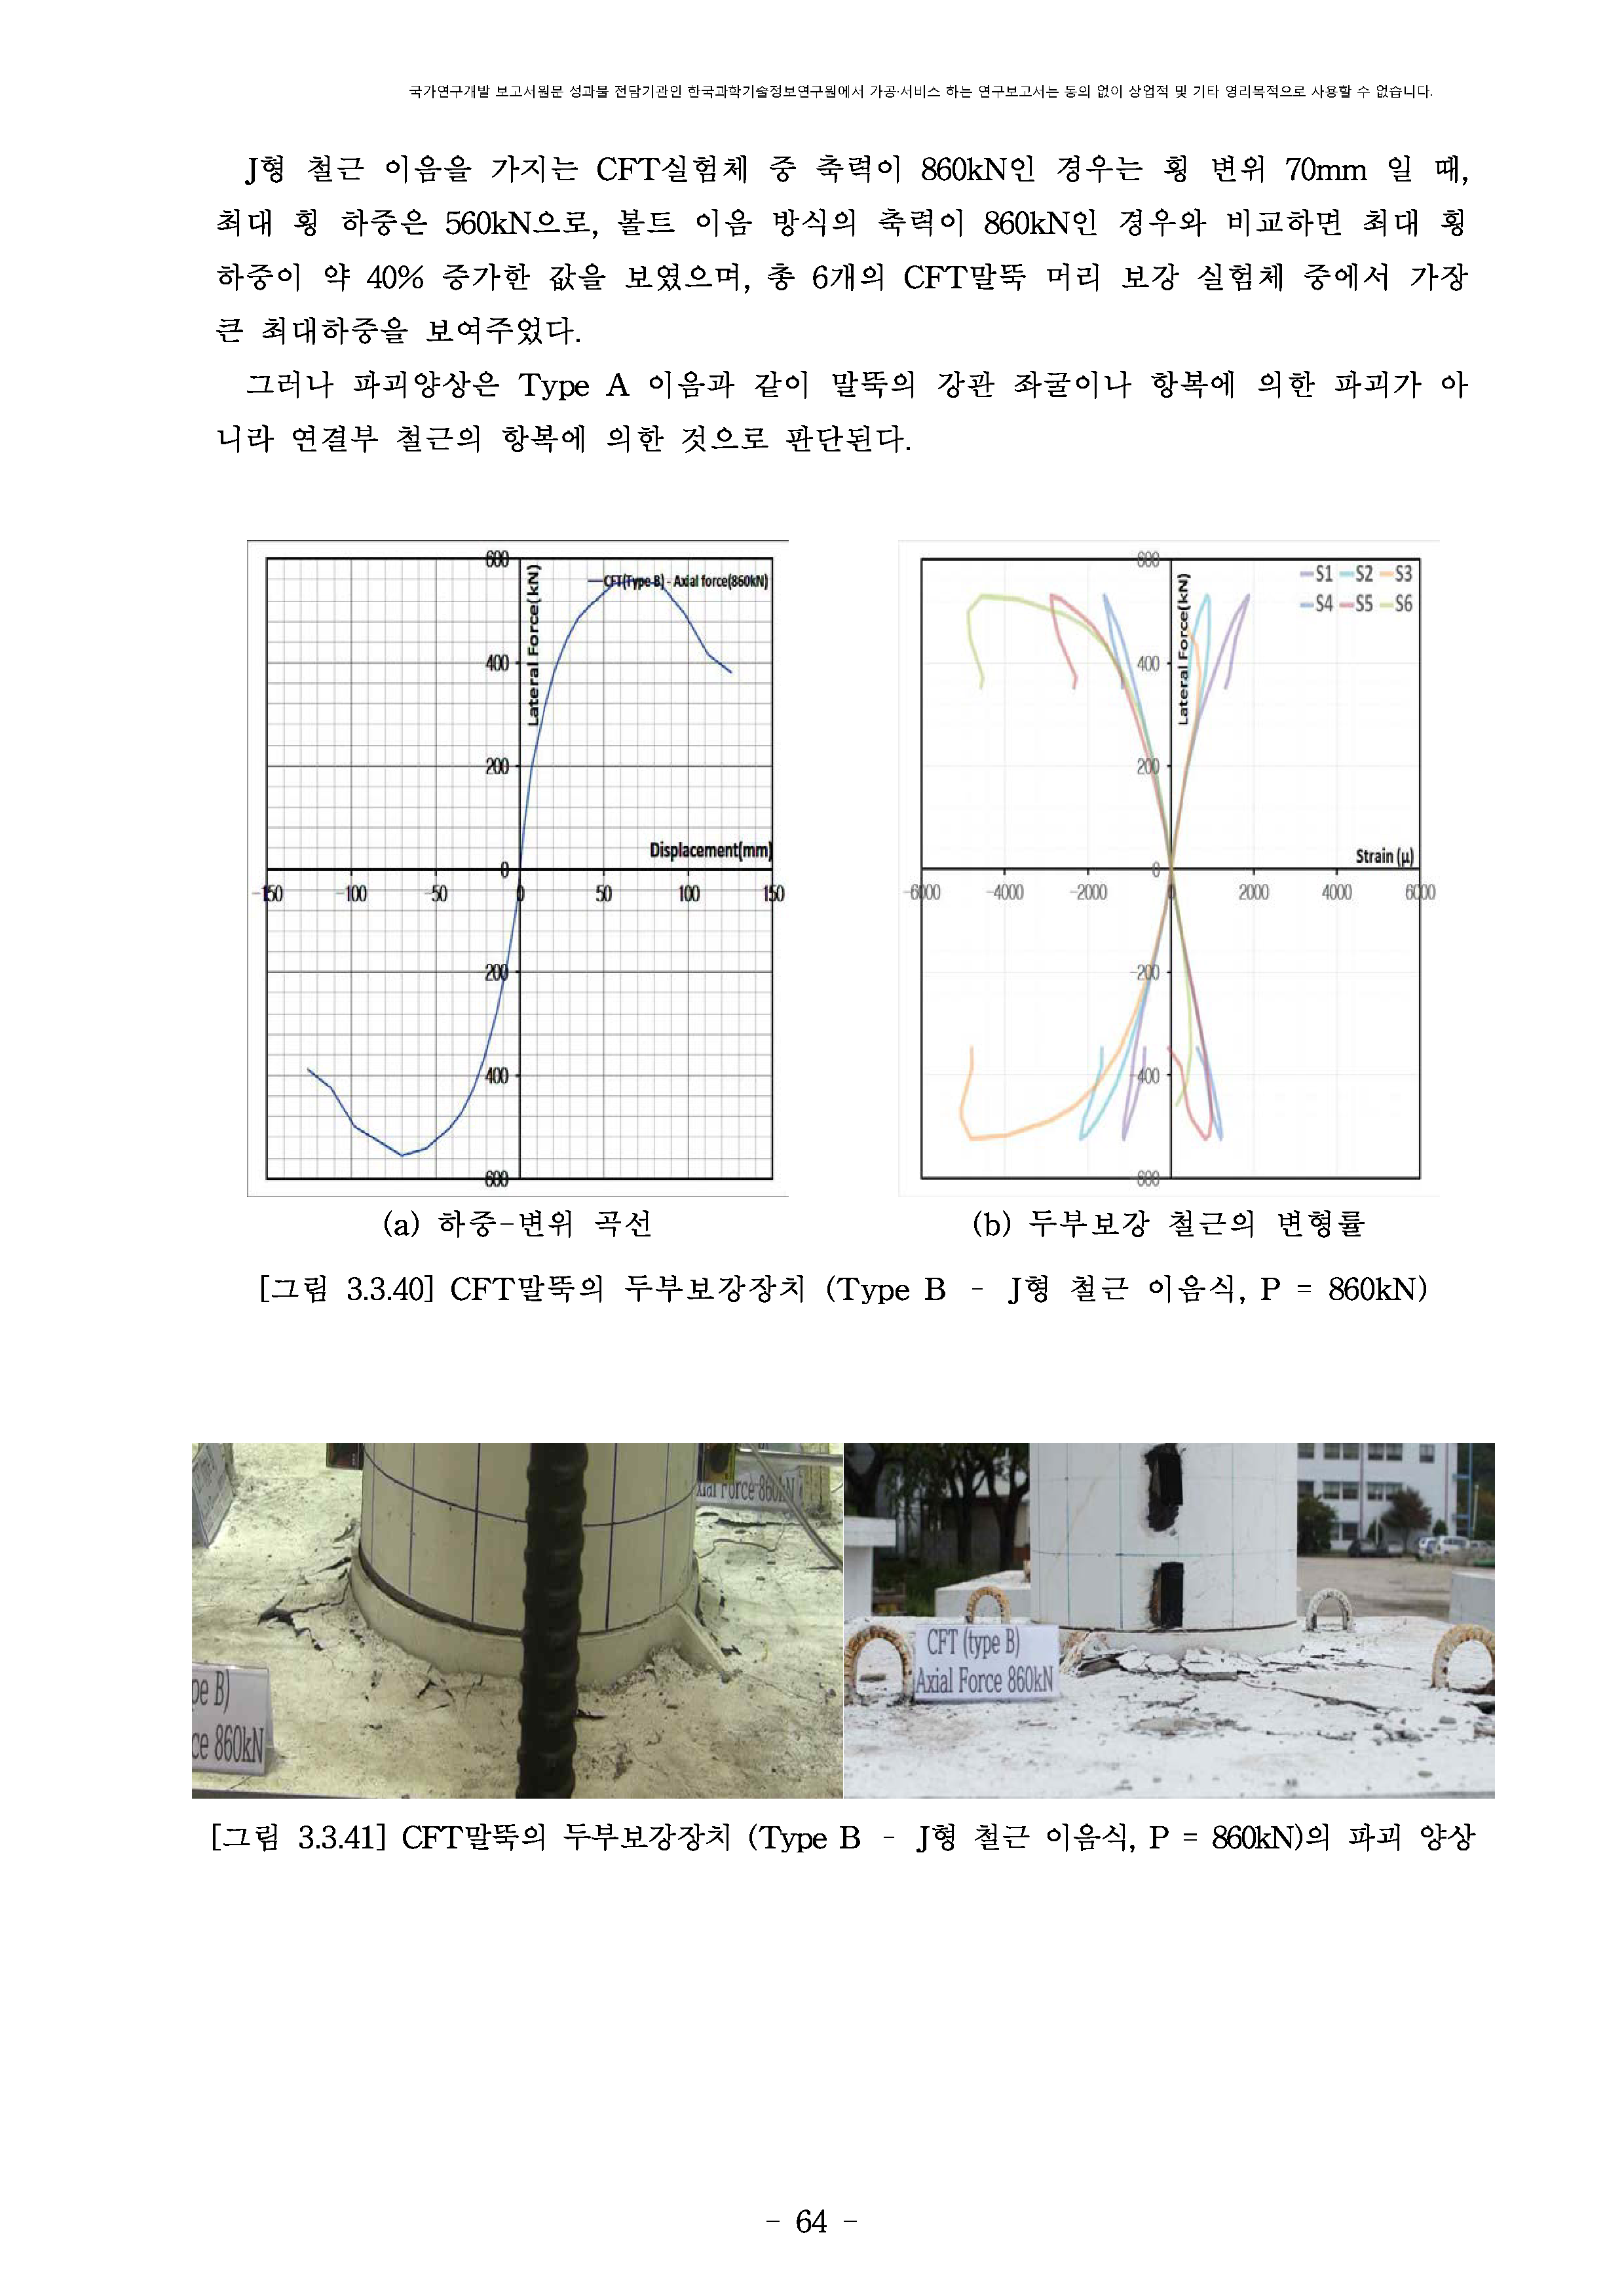 국가연구개발 보고서원문 성과물 전담기관인 한국과학기술정보연구원에서 가공·서비스 하는 연구보고서는 동의 없이 상업적 및 기타 영리목적으로 사용할 수 없습니다.
J형 철근 이음을 가지는 CFT실험체 중 축력이 860kN인 경우는 횡 변위 70mm 일 때,
최대 횡 하중은 560kN으로, 볼트 이음 방식의 축력이 860kN인 경우와 비교하면 최대 횡
하중이 약 40% 증가한 값을 보였으며, 총 6개의 CFT말뚝 머리 보강 실험체 중에서 가장
큰 최대하중을 보여주었다.
그러나 파괴양상은 Type A 이음과 같이 말뚝의 강관 좌굴이나 항복에 의한 파괴가 아
니라 연결부 철근의 항복에 의한 것으로 판단된다.
600
CFT(Type-B) - Axial force(860kN)
Lateral Force(kN)
400
200
Displacement(mm)
0
-150 -100 -50 0 50 100 150
200
400
600
600
S1 S2 S3
S4 S5 S6
Lateral Force(kN)
400
200
Strain (μ)
0
-6000 -4000 -2000 0 2000 4000 6000
-200
-400
600
(a) 하중-변위 곡선
(b) 두부보강 철근의 변형률
[그림 3.3.40] CFT말뚝의 두부보강장치 (Type B - J형 철근 이음식, P = 860kN)
xial Force 860kN
pe B)
ce 860kN
CFT (type B)
Axial Force 860kN
[그림 3.3.41] CFT말뚝의 두부보강장치 (Type B - J형 철근 이음식, P = 860kN)의 파괴 양상
- 64 -